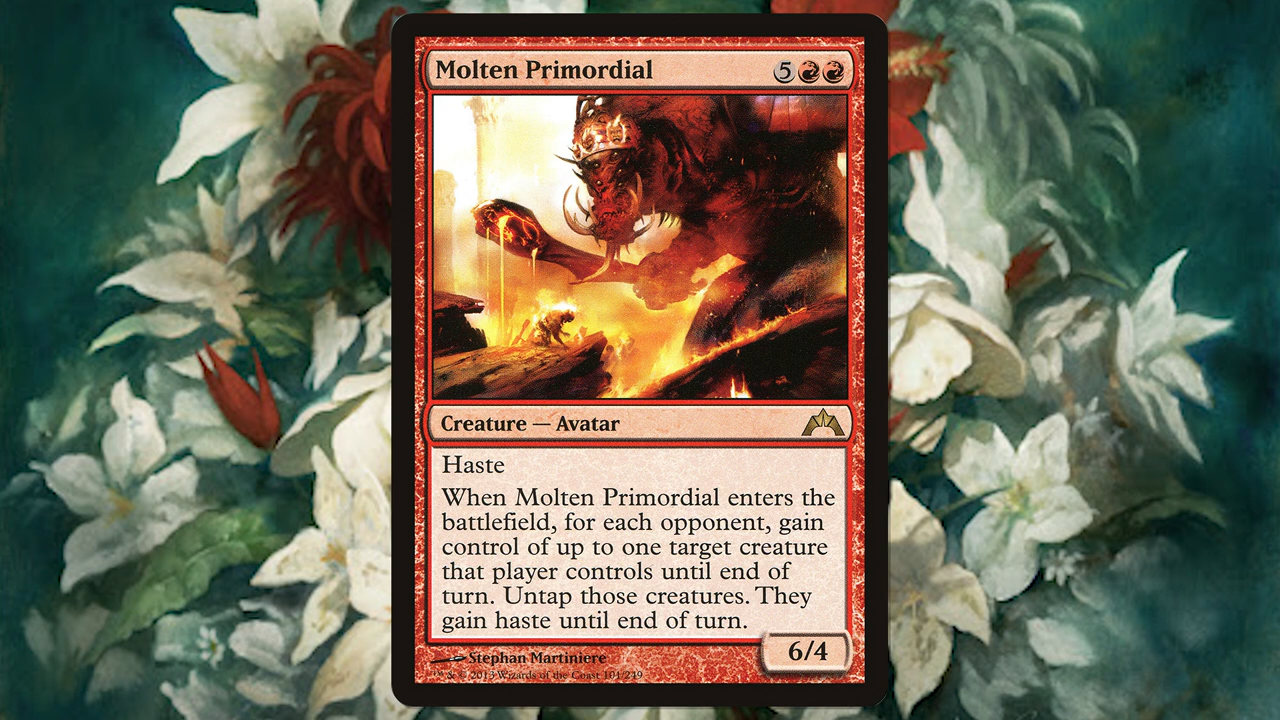 Molten Primordial 5
Creature — Avatar
Haste
When Molten Primordial enters the
battlefield, for each opponent, gain
control of up to one target creature
that player controls until end of
turn. Untap those creatures. They
gain haste until end of turn.
6/4
Stephan Martiniere
™ & © 2013 Wizards of the Coast 101/249